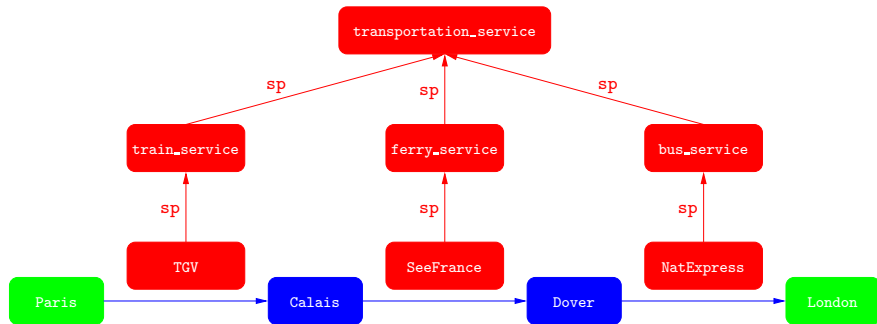 transportation_service
sp
sp
sp
train_service
ferry_service
bus_service
sp
sp
sp
TGV
SeeFrance
NatExpress
Paris
Calais
Dover
London